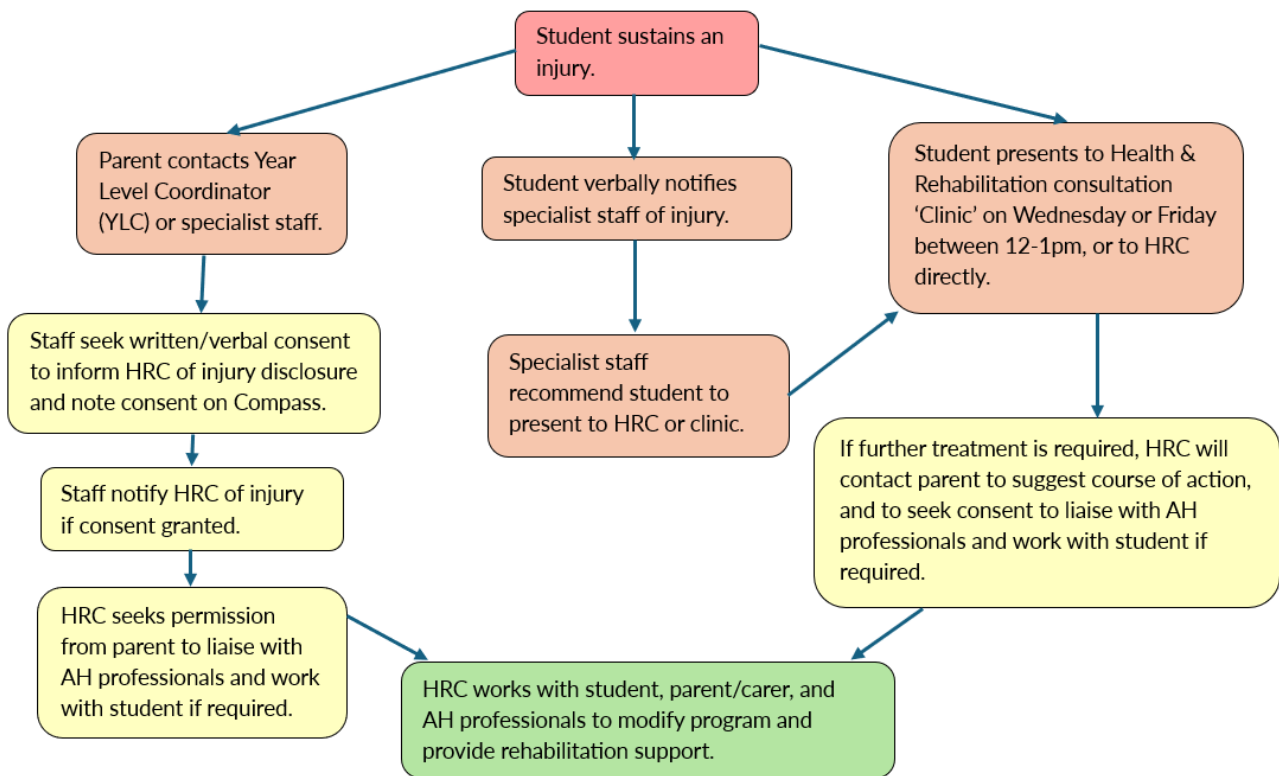 Student sustains an
injury.
Parent contacts Year
Level Coordinator
(YLC) or specialist staff.
Student verbally notifies
specialist staff of injury.
Student presents to Health &
Rehabilitation consultation
‘Clinic’ on Wednesday or Friday
between 12-1pm, or to HRC
directly.
Staff seek written/verbal consent
to inform HRC of injury disclosure
and note consent on Compass.
Specialist staff
recommend student to
present to HRC or clinic.
If further treatment is required, HRC will
contact parent to suggest course of action,
and to seek consent to liaise with AH
professionals and work with student if
required.
Staff notify HRC of injury
if consent granted.
HRC seeks permission
from parent to liaise with
AH professionals and work
with student if required.
HRC works with student, parent/carer, and
AH professionals to modify program and
provide rehabilitation support.